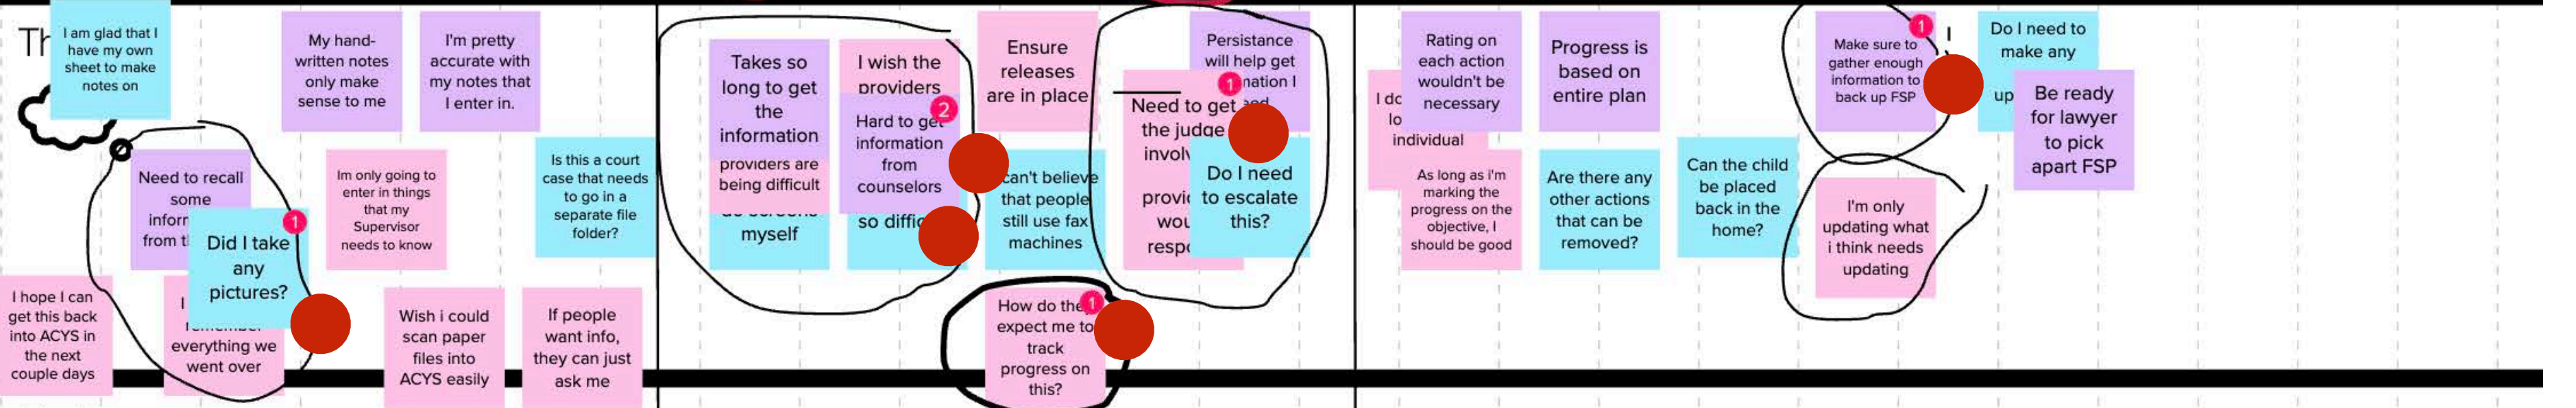 Th
I am glad that I
have my own
sheet to make
notes on
My hand-
written notes
only make
sense to me
I'm pretty
accurate with
my notes that
I enter in.
Need to recall
some
from
Did I take
any
pictures?
1
Im only going to
enter in things
that my
Supervisor
needs to know
Is this a court
case that needs
to go in a
separate file
folder?
I hope I can
get this back
into ACYS in
the next
couple days
I
remember
everything we
went over
Wish i could
scan paper
files into
ACYS easily
If people
want info,
they can just
ask me
Takes so
long to get
the
information
providers are
being difficult
do screens
myself
I wish the
providers
Hard to get
information
from
counselors
2
so
Ensure
releases
are in place
can't believe
that people
still use fax
machines
Persistance
will help get
I
Need to get
the judge
1
Do I need
to escalate
this?
How do they
expect me to
track
progress on
this?
1
I
individual
Rating on
each action
wouldn't be
necessary
As long as i'm
marking the
progress on the
objective, I
should be good
Progress is
based on
entire plan
Are there any
other actions
that can be
removed?
Can the child
be placed
back in the
home?
Make sure to
gather enough
information to
back up FSP
1
I
I'm only
updating what
i think needs
updating
Do I need to
make any
Be ready
for lawyer
to pick
apart FSP